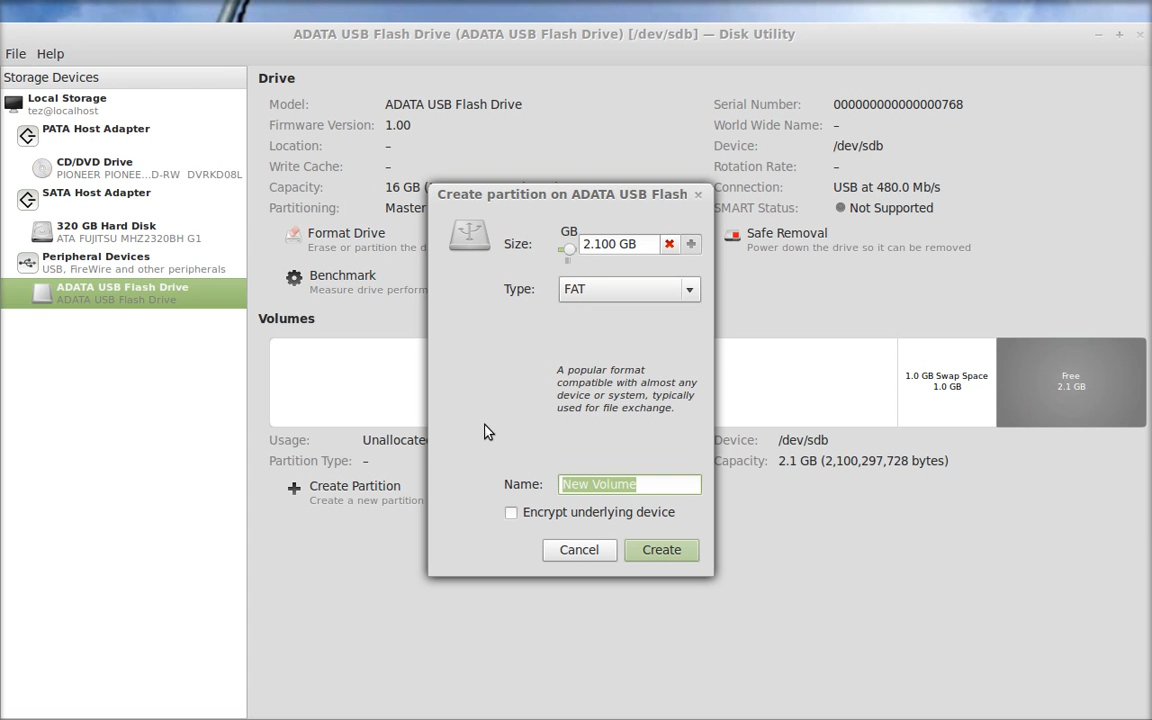 ADATA USB Flash Drive (ADATA USB Flash Drive) [/dev/sdb] — Disk Utility
File Help
Storage Devices
Local Storage
tez@localhost
PATA Host Adapter
CD/DVD Drive
PIONEER PIONEE...D-RW DVRKD08L
SATA Host Adapter
320 GB Hard Disk
ATA FUJITSU MHZ2320BH G1
Peripheral Devices
USB, FireWire and other peripherals
ADATA USB Flash Drive
ADATA USB Flash Drive
Drive
Model: ADATA USB Flash Drive
Serial Number: 000000000000000768
Firmware Version: 1.00
World Wide Name: –
Location: –
Device: /dev/sdb
Write Cache: –
Rotation Rate: –
Capacity: 16 GB (
Connection: USB at 480.0 Mb/s
Partitioning: Master
SMART Status: Not Supported
Format Drive
Erase or partition the d
Safe Removal
Power down the drive so it can be removed
Benchmark
Measure drive perform
Volumes
1.0 GB Swap Space
1.0 GB
Free
2.1 GB
Usage: Unallocate
Device: /dev/sdb
Partition Type: –
Capacity: 2.1 GB (2,100,297,728 bytes)
Create Partition
Create a new partition
Create partition on ADATA USB Flash
GB
Size: 2.100 GB
Type: FAT
A popular format
compatible with almost any
device or system, typically
used for file exchange.
Name: New Volume
Encrypt underlying device
Cancel Create